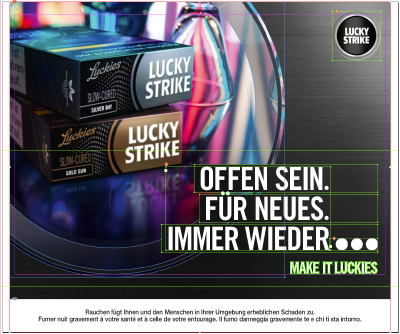 LUCKY
STRIKE
Luckies
LUCKY
STRIKE
SLOW-CURED
SILVER BAY
Luckies
LUCKY
STRIKE
SLOW-CURED
GOLD SUN
OFFEN SEIN.
FÜR NEUES.
IMMER WIEDER.
MAKE IT LUCKIES
Rauchen fügt Ihnen und den Menschen in Ihrer Umgebung erheblichen Schaden zu.
Fumer nuit gravement à votre santé et à celle de votre entourage. Il fumo danneggia gravemente te e chi ti sta intorno.